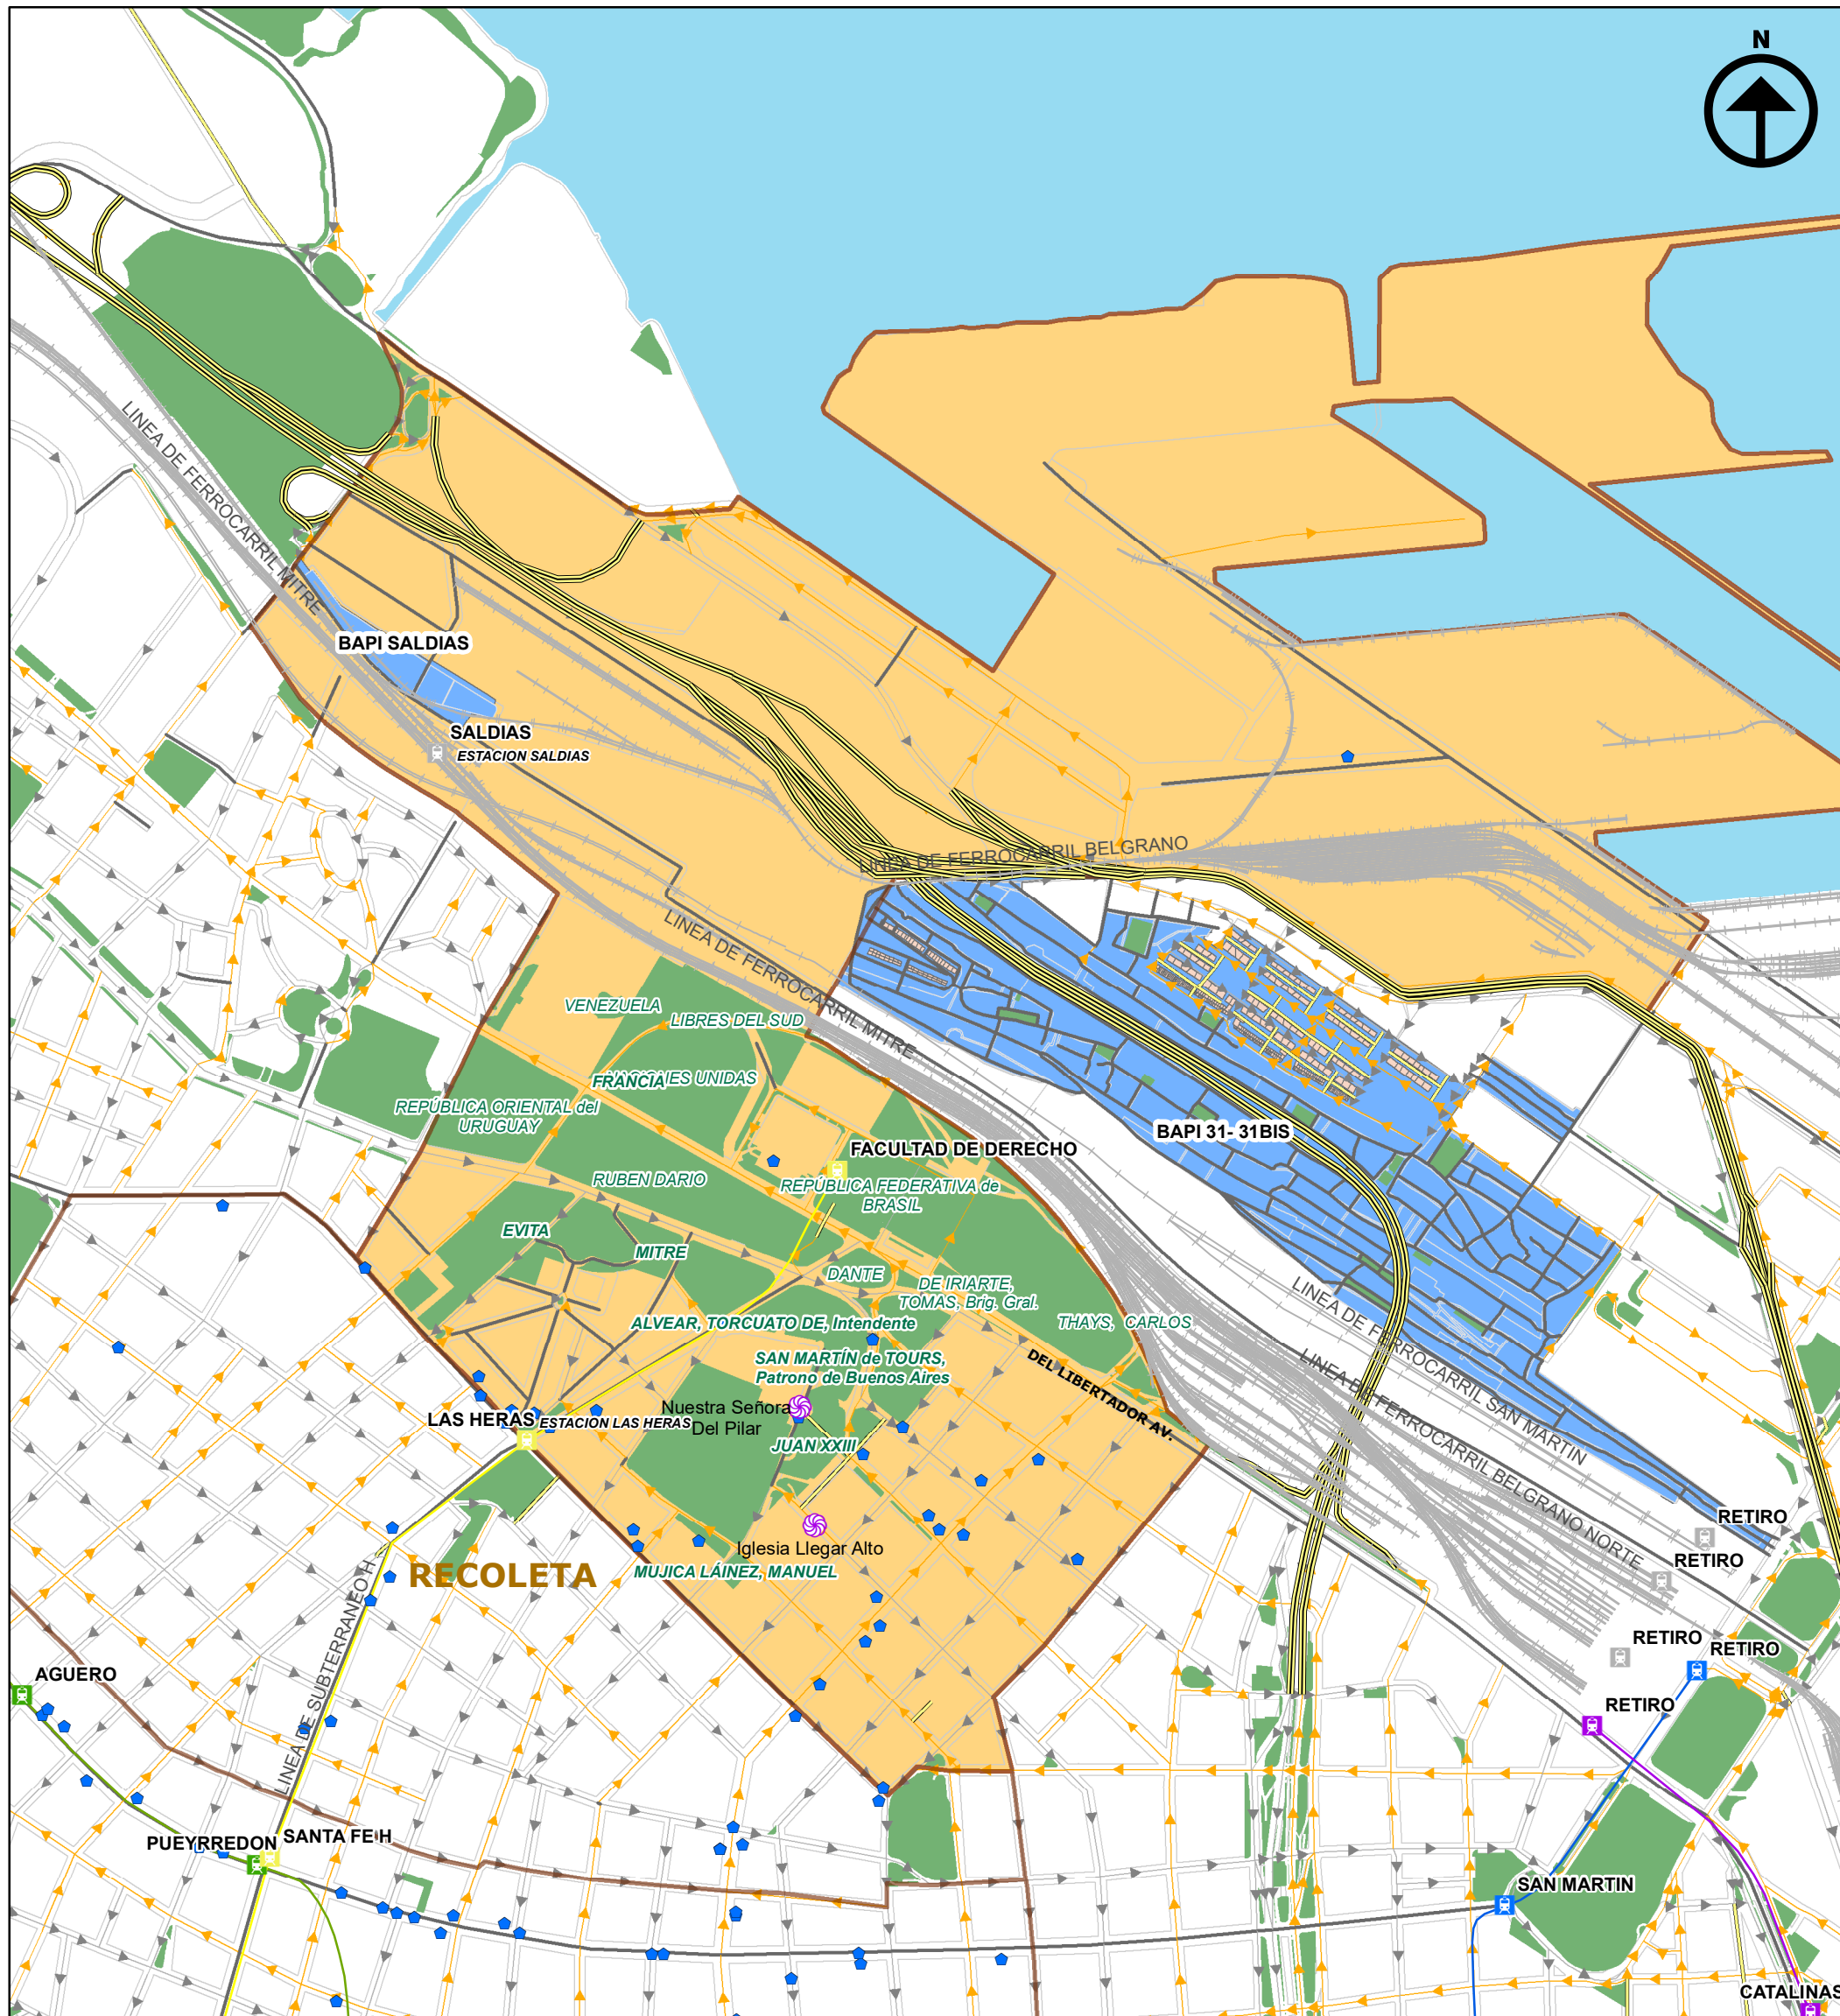 N
LINEA DE FERROCARRIL MITRE
BAPI SALDIAS
SALDIAS
ESTACION SALDIAS
LINEA DE FERROCARRIL BELGRANO
LINEA DE FERROCARRIL MITRE
VENEZUELA
LIBRES DEL SUD
FRANCIA
UNIDAS
REPÚBLICA ORIENTAL del
URUGUAY
BAPI 31- 31BIS
FACULTAD DE DERECHO
RUBEN DARIO
REPÚBLICA FEDERATIVA de
BRASIL
EVITA
MITRE
DANTE
DE IRIARTE,
TOMAS, Brig. Gral.
THAYS, CARLOS
ALVEAR, TORCUATO DE, Intendente
LINEA DE FERROCARRIL SAN MARTIN
SAN MARTÍN de TOURS,
Patrono de Buenos Aires
DEL LIBERTADOR AV.
LINEA DE FERROCARRIL BELGRANO NORTE
Nuestra Señora
Del Pilar
LAS HERAS
ESTACION LAS HERAS
JUAN XXIII
RETIRO
Iglesia Llegar Alto
RETIRO
RECOLETA
MUJICA LÁINEZ, MANUEL
LINEA DE SUBTERRANEO H
RETIRO
RETIRO
AGUERO
RETIRO
PUEYRREDON
SANTA FE H
SAN MARTIN
CATALINAS